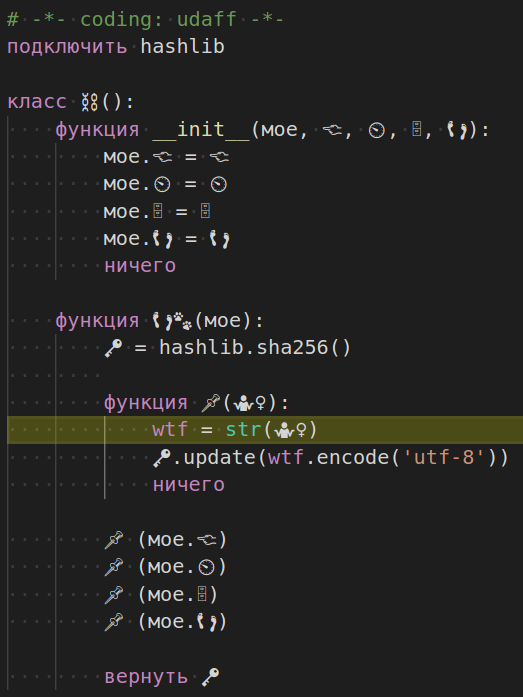 # -*- coding: udaff -*-
подключить hashlib
класс ⛓():
функция __init__(мое, 👈, ⏲, 🗄, 👣):
мое.👈 = 👈
мое.⏲ = ⏲
мое.🗄 = 🗄
мое.👣 = 👣
ничего
функция 👣🐾(мое):
🔑 = hashlib.sha256()
функция 📌(🤷♀):
wtf = str(🤷♀)
🔑.update(wtf.encode('utf-8'))
ничего
📌 (мое.👈)
📌 (мое.⏲)
📌 (мое.🗄)
📌 (мое.👣)
вернуть 🔑